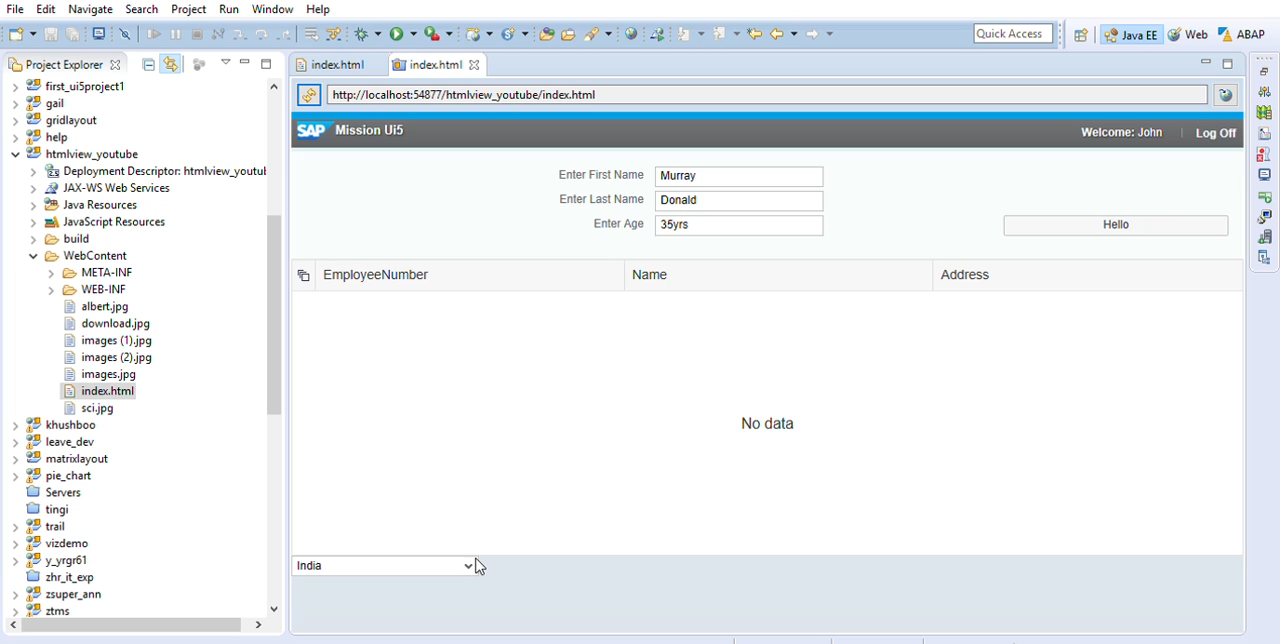 File Edit Navigate Search Project Run Window Help
Quick Access Java EE Web ABAP
Project Explorer
first_ui5project1
gail
gridlayout
help
htmlview_youtube
Deployment Descriptor: htmlview_youtul
JAX-WS Web Services
Java Resources
JavaScript Resources
build
WebContent
META-INF
WEB-INF
albert.jpg
download.jpg
images (1).jpg
images (2).jpg
images.jpg
index.html
sci.jpg
khushboo
leave_dev
matrixlayout
pie_chart
Servers
tingi
trail
vizdemo
y_yrgr61
zhr_it_exp
zsuper_ann
ztms
index.html index.html
http://localhost:54877/htmlview_youtube/index.html
SAP Mission Ui5 Welcome: John | Log Off
Enter First Name Murray
Enter Last Name Donald
Enter Age 35yrs Hello
EmployeeNumber Name Address
No data
India